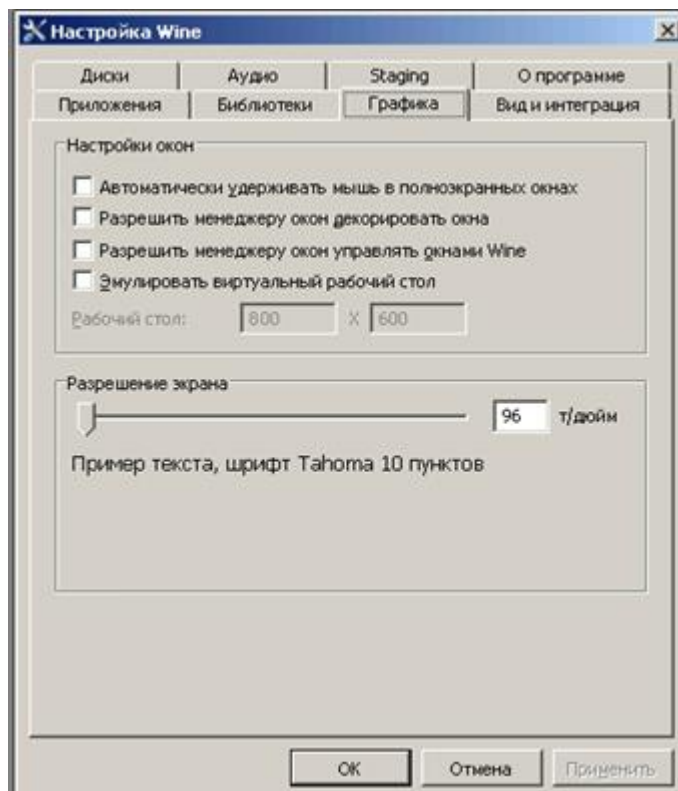 Настройка Wine
Диски Аудио Staging О программе
Приложения Библиотеки Графика Вид и интеграция
Настройки окон
Автоматически удерживать мышь в полноэкранных окнах
Разрешить менеджеру окон декорировать окна
Разрешить менеджеру окон управлять окнами Wine
Эмулировать виртуальный рабочий стол
Рабочий стол: 800 X 600
Разрешение экрана
96 т/дюйм
Пример текста, шрифт Tahoma 10 пунктов
ОК Отмена Применить